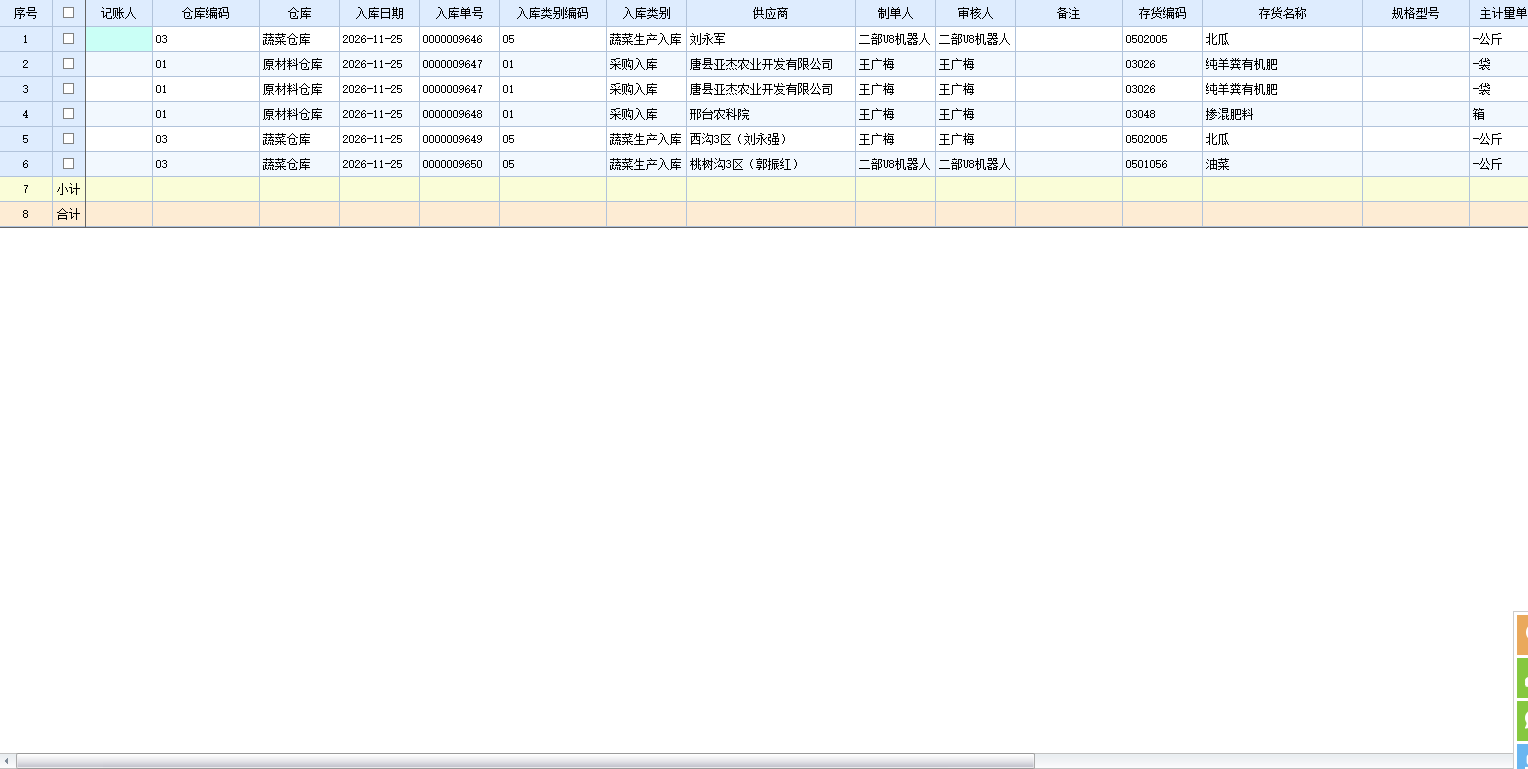 序号 记账人 仓库编码 仓库 入库日期 入库单号 入库类别编码 入库类别 供应商 制单人 审核人 备注 存货编码 存货名称 规格型号 主计量单
1 03 蔬菜仓库 2026-11-25 0000009646 05 蔬菜生产入库 刘永军 二部U8机器人 二部U8机器人 0502005 北瓜 -公斤
2 01 原材料仓库 2026-11-25 0000009647 01 采购入库 唐县亚杰农业开发有限公司 王广梅 王广梅 03026 纯羊粪有机肥 -袋
3 01 原材料仓库 2026-11-25 0000009647 01 采购入库 唐县亚杰农业开发有限公司 王广梅 王广梅 03026 纯羊粪有机肥 -袋
4 01 原材料仓库 2026-11-25 0000009648 01 采购入库 邢台农科院 王广梅 王广梅 03048 掺混肥料 箱
5 03 蔬菜仓库 2026-11-25 0000009649 05 蔬菜生产入库 西沟3区（刘永强） 王广梅 王广梅 0502005 北瓜 -公斤
6 03 蔬菜仓库 2026-11-25 0000009650 05 蔬菜生产入库 桃树沟3区（郭振红） 二部U8机器人 二部U8机器人 0501056 油菜 -公斤
7 小计
8 合计